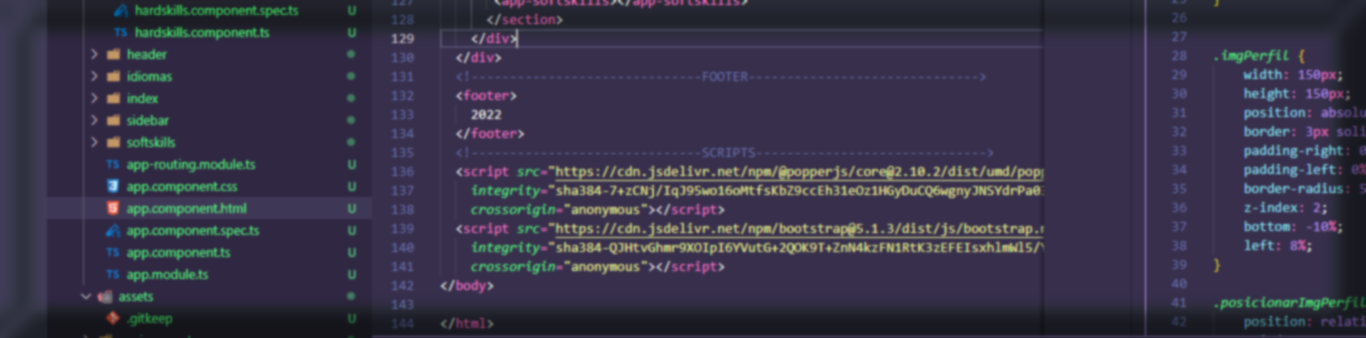 hardskills.component.spec.ts U
TS hardskills.component.ts U
header
idiomas
index
sidebar
softskills
TS app-routing.module.ts U
app.component.css U
app.component.html U
app.component.spec.ts U
TS app.component.ts U
TS app.module.ts U
assets
.gitkeep U
127 <app-softskills></app-softskills>
128 </section>
129 </div>
130 </div>
131 <!------------------------------FOOTER------------------------------>
132 <footer>
133 2022
134 </footer>
135 <!------------------------------SCRIPTS------------------------------>
136 <script src="https://cdn.jsdelivr.net/npm/@popperjs/core@2.10.2/dist/umd/popp
137 integrity="sha384-7+zCNj/IqJ95wo16oMtfsKbZ9ccEh31eOz1HGyDuCQ6wgnyJNSYdrPa0
138 crossorigin="anonymous"></script>
139 <script src="https://cdn.jsdelivr.net/npm/bootstrap@5.1.3/dist/js/bootstrap.
140 integrity="sha384-QJHtvGhmr9XOIpI6YVutG+2QOK9T+ZnN4kzFN1RtK3zEFEIsxhlmWl5/
141 crossorigin="anonymous"></script>
142 </body>
143
144 </html>
25 }
26
27
28 .imgPerfil {
29 width: 150px;
30 height: 150px;
31 position: absolu
32 border: 3px soli
33 padding-right: 0
34 padding-left: 0%
35 border-radius: 5
36 z-index: 2;
37 bottom: -10%;
38 left: 8%;
39 }
40
41 .posicionarImgPerfil
42 position: relati